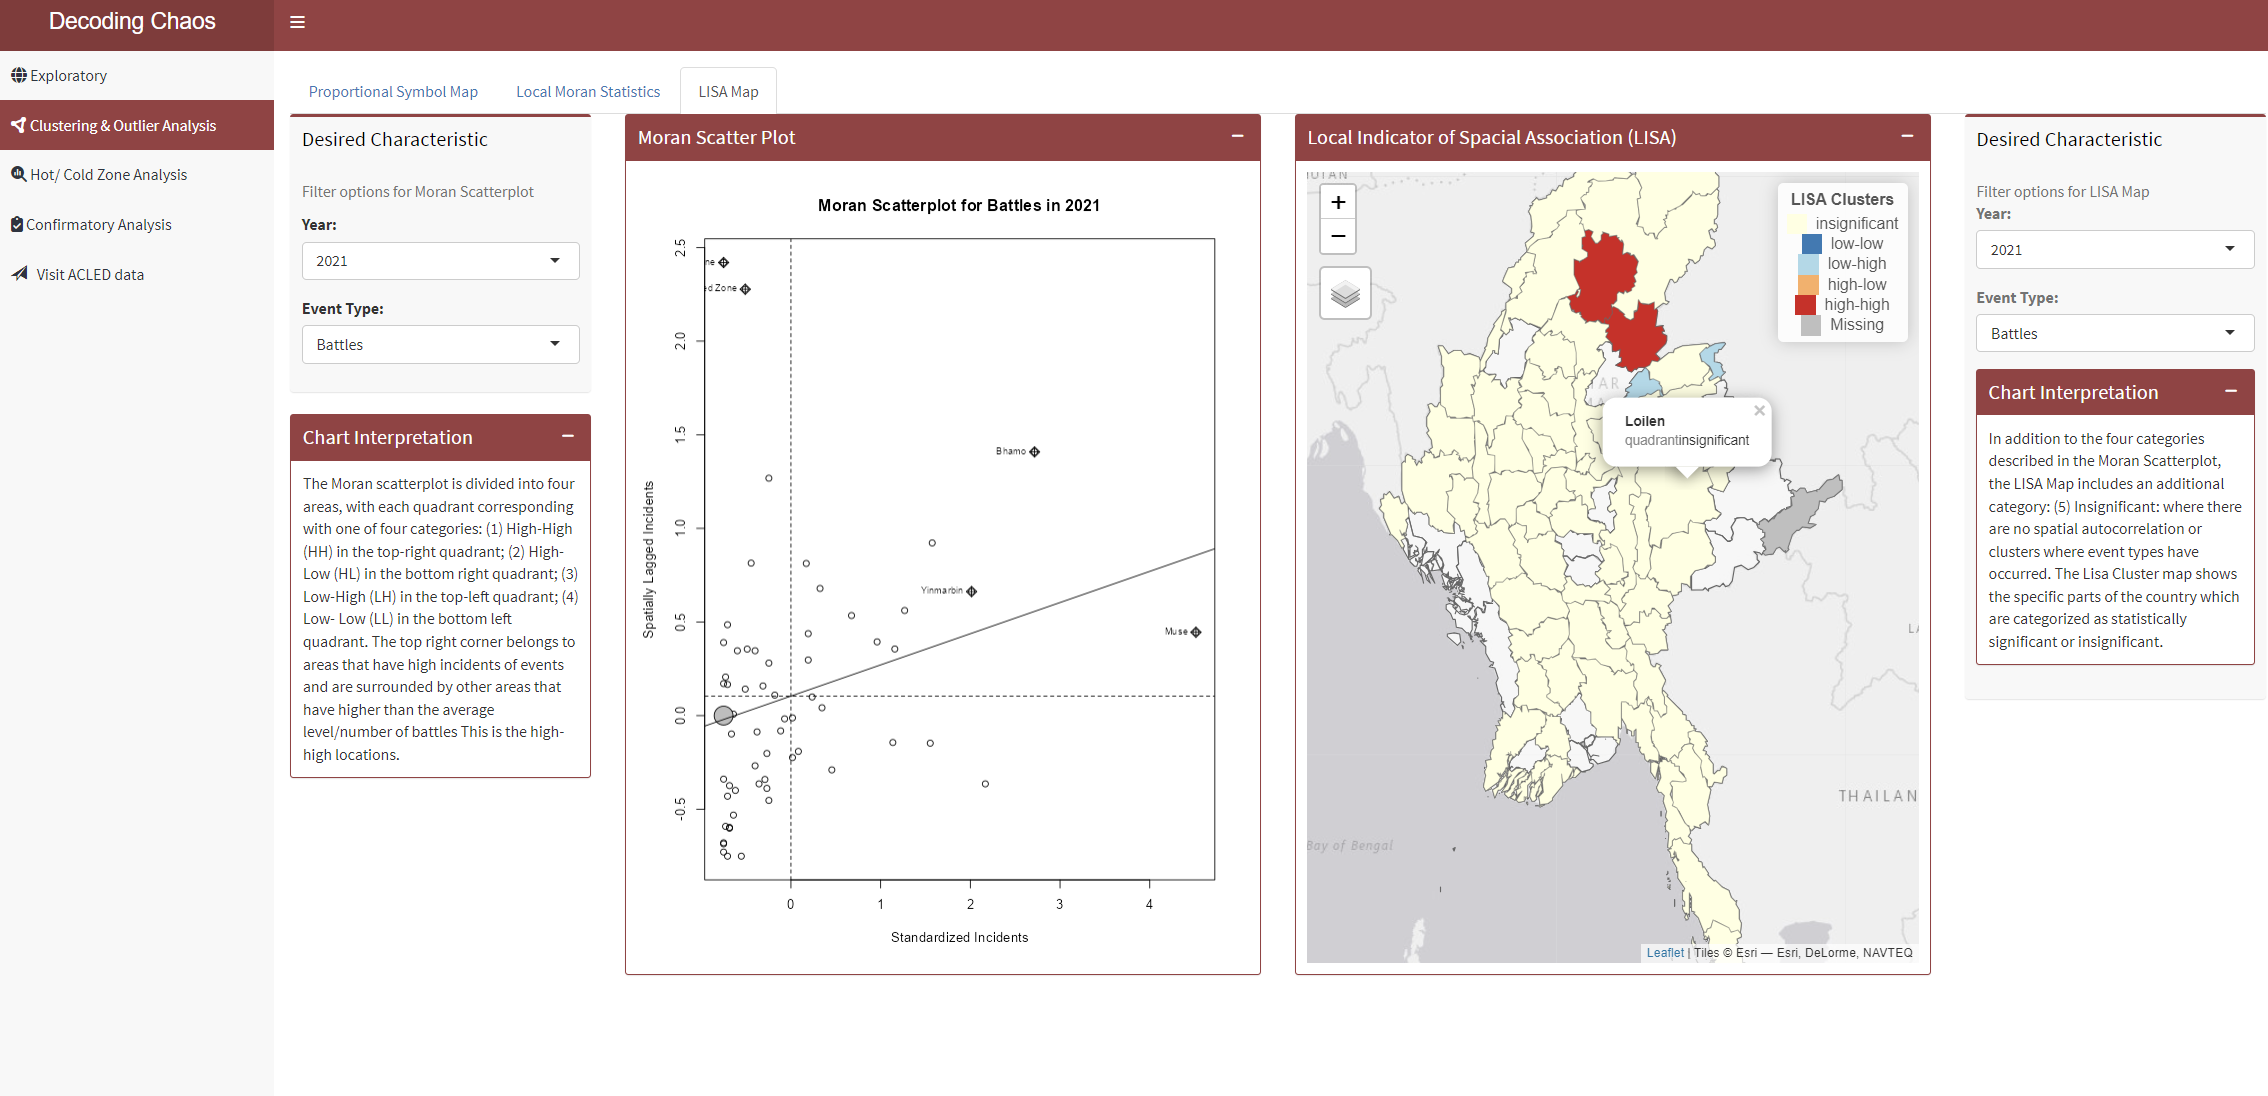 Decoding Chaos
Exploratory
Clustering & Outlier Analysis
Hot/ Cold Zone Analysis
Confirmatory Analysis
Visit ACLED data
Proportional Symbol Map
Local Moran Statistics
LISA Map
Desired Characteristic
Filter options for Moran Scatterplot
Year:
2021
Event Type:
Battles
Chart Interpretation
The Moran scatterplot is divided into four
areas, with each quadrant corresponding
with one of four categories: (1) High-High
(HH) in the top-right quadrant; (2) High-
Low (HL) in the bottom right quadrant; (3)
Low-High (LH) in the top-left quadrant; (4)
Low- Low (LL) in the bottom left
quadrant. The top right corner belongs to
areas that have high incidents of events
and are surrounded by other areas that
have higher than the average
level/number of battles This is the high-
high locations.
Moran Scatter Plot
Moran Scatterplot for Battles in 2021
Spatially Lagged Incidents
2.5
2.0
1.5
1.0
0.5
0.0
-0.5
ne
d Zone
Bhamo
Yinmarbin
Muse
0
1
2
3
4
Standardized Incidents
Local Indicator of Spacial Association (LISA)
+
−
LISA Clusters
insignificant
low-low
low-high
high-low
high-high
Missing
Loilen
quadrantinsignificant
×
THAILAN
Bay of Bengal
Leaflet | Tiles © Esri — Esri, DeLorme, NAVTEQ
Desired Characteristic
Filter options for LISA Map
Year:
2021
Event Type:
Battles
Chart Interpretation
In addition to the four categories
described in the Moran Scatterplot,
the LISA Map includes an additional
category: (5) Insignificant: where there
are no spatial autocorrelation or
clusters where event types have
occurred. The Lisa Cluster map shows
the specific parts of the country which
are categorized as statistically
significant or insignificant.